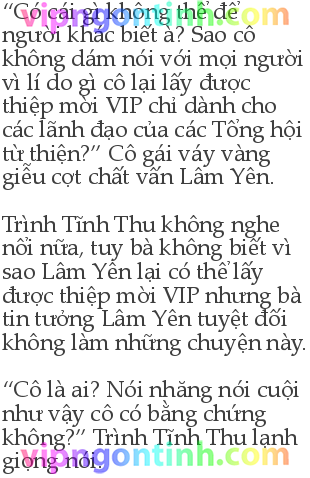 vipngontinh.com
“Có cái gì không thể để
người khác biết à? Sao cô
không dám nói với mọi người
vì lí do gì cô lại lấy được
thiệp mời VIP chỉ dành cho
các lãnh đạo của các Tổng hội
từ thiện?” Cô gái váy vàng
giễu cợt chất vấn Lâm Yên.
Trình Tĩnh Thu không nghe
nổi nữa, tuy bà không biết vì
sao Lâm Yên lại có thể lấy
được thiệp mời VIP nhưng bà
tin tưởng Lâm Yên tuyệt đối
không làm những chuyện này.
“Cô là ai? Nói nhăng nói cuội
như vậy cô có bằng chứng
không?” Trình Tĩnh Thu lạnh
giọng nói.
vipngontinh.com